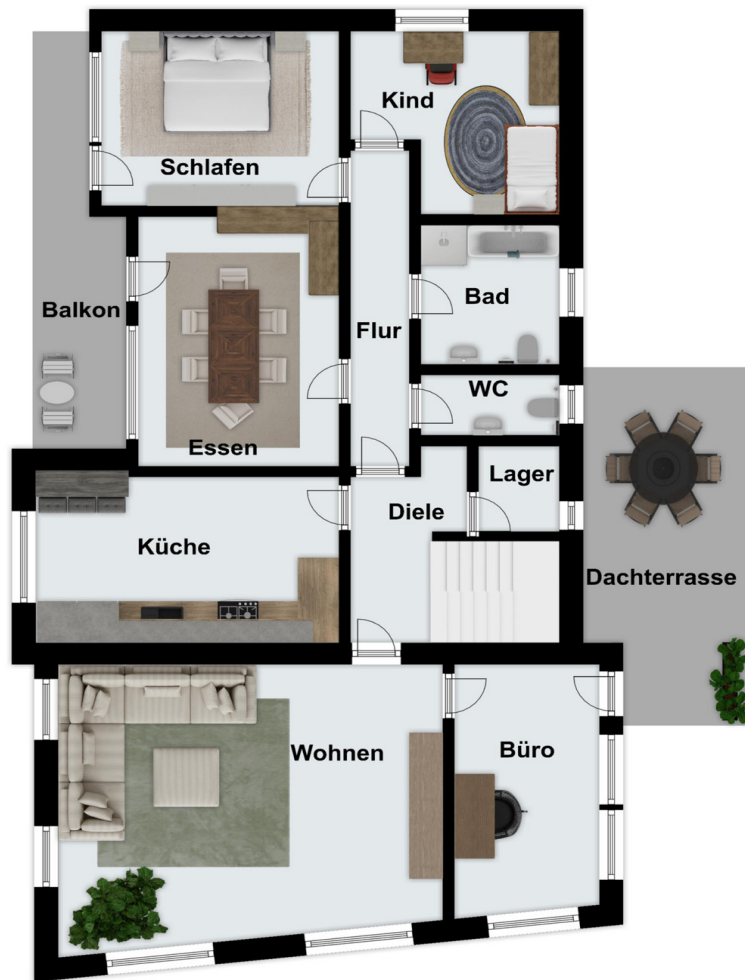 Kind
Schlafen
Balkon
Bad
Flur
WC
Essen
Lager
Diele
Küche
Dachterrasse
Wohnen
Büro